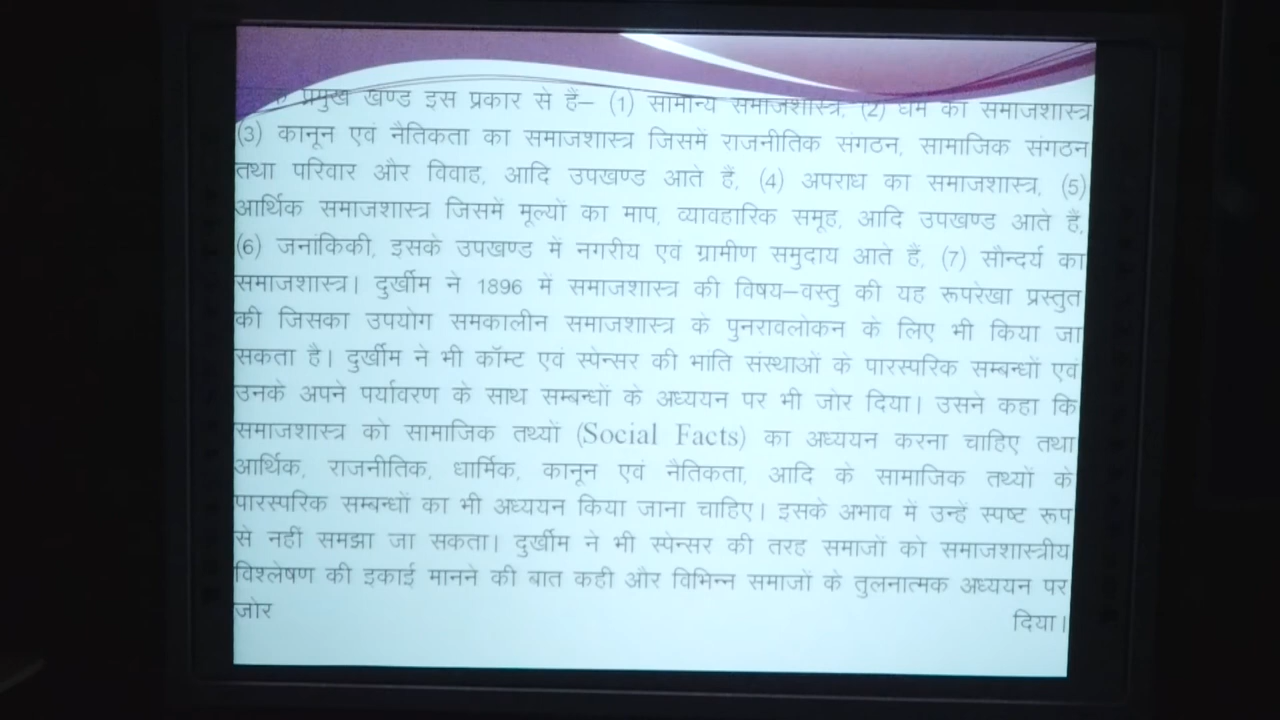 के प्रमुख खण्ड इस प्रकार से हैं– (1) सामान्य समाजशास्त्र, (2) धर्म का समाजशास्त्र
(3) कानून एवं नैतिकता का समाजशास्त्र जिसमें राजनीतिक संगठन, सामाजिक संगठन
तथा परिवार और विवाह, आदि उपखण्ड आते हैं, (4) अपराध का समाजशास्त्र, (5)
आर्थिक समाजशास्त्र जिसमें मूल्यों का माप, व्यावहारिक समूह, आदि उपखण्ड आते हैं,
(6) जनांकिकी, इसके उपखण्ड में नगरीय एवं ग्रामीण समुदाय आते हैं, (7) सौन्दर्य का
समाजशास्त्र। दुर्खीम ने 1896 में समाजशास्त्र की विषय–वस्तु की यह रूपरेखा प्रस्तुत
की जिसका उपयोग समकालीन समाजशास्त्र के पुनरावलोकन के लिए भी किया जा
सकता है। दुर्खीम ने भी कॉम्ट एवं स्पेन्सर की भांति संस्थाओं के पारस्परिक सम्बन्धों एवं
उनके अपने पर्यावरण के साथ सम्बन्धों के अध्ययन पर भी जोर दिया। उसने कहा कि
समाजशास्त्र को सामाजिक तथ्यों (Social Facts) का अध्ययन करना चाहिए तथा
आर्थिक, राजनीतिक, धार्मिक, कानून एवं नैतिकता, आदि के सामाजिक तथ्यों के
पारस्परिक सम्बन्धों का भी अध्ययन किया जाना चाहिए। इसके अभाव में उन्हें स्पष्ट रूप
से नहीं समझा जा सकता। दुर्खीम ने भी स्पेन्सर की तरह समाजों को समाजशास्त्रीय
विश्लेषण की इकाई मानने की बात कही और विभिन्न समाजों के तुलनात्मक अध्ययन पर
जोर दिया।